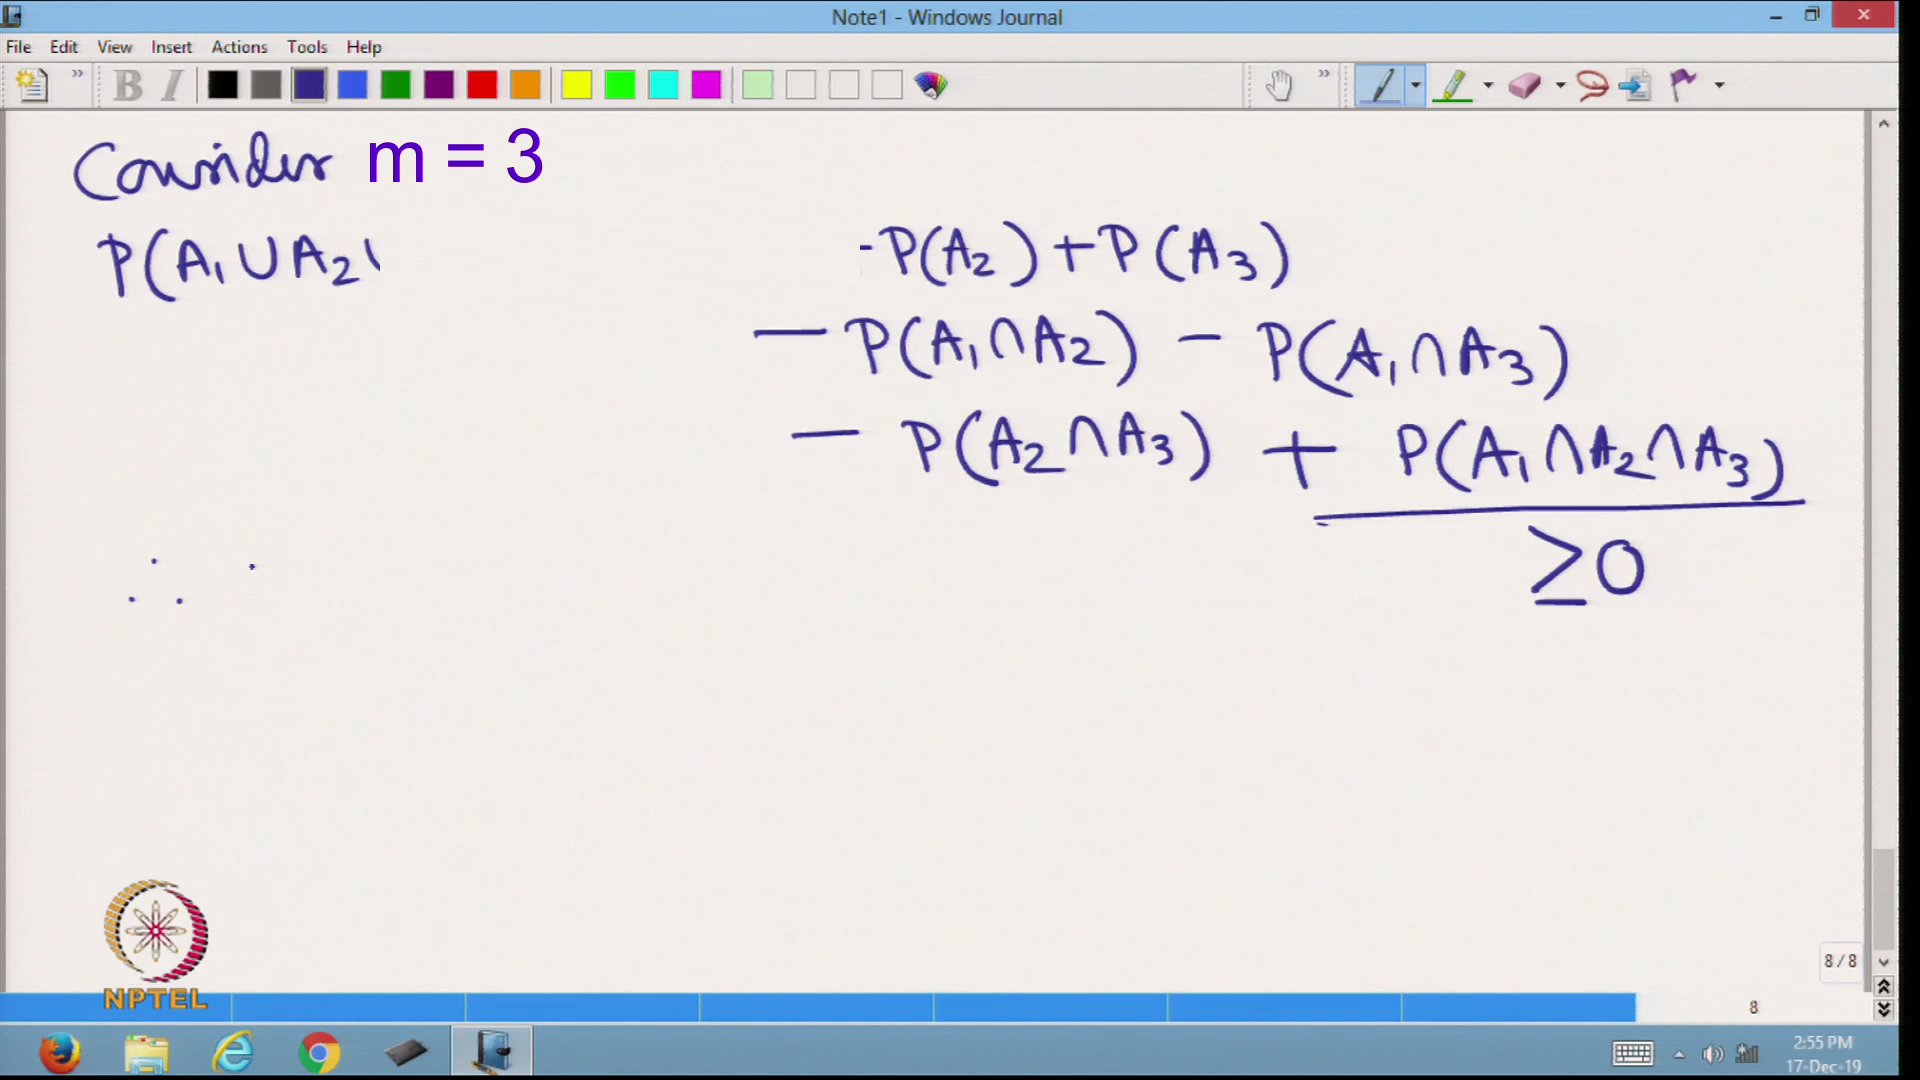 Note1 - Windows Journal
File Edit View Insert Actions Tools Help
B I
Consider m = 3
P(A₁∪A₂
P(A₂) + P(A₃)
− P(A₁∩A₂) − P(A₁∩A₃)
− P(A₂∩A₃) + P(A₁∩A₂∩A₃)
≥0
∴
8 / 8
NPTEL
8
2:55 PM
17-Dec-19